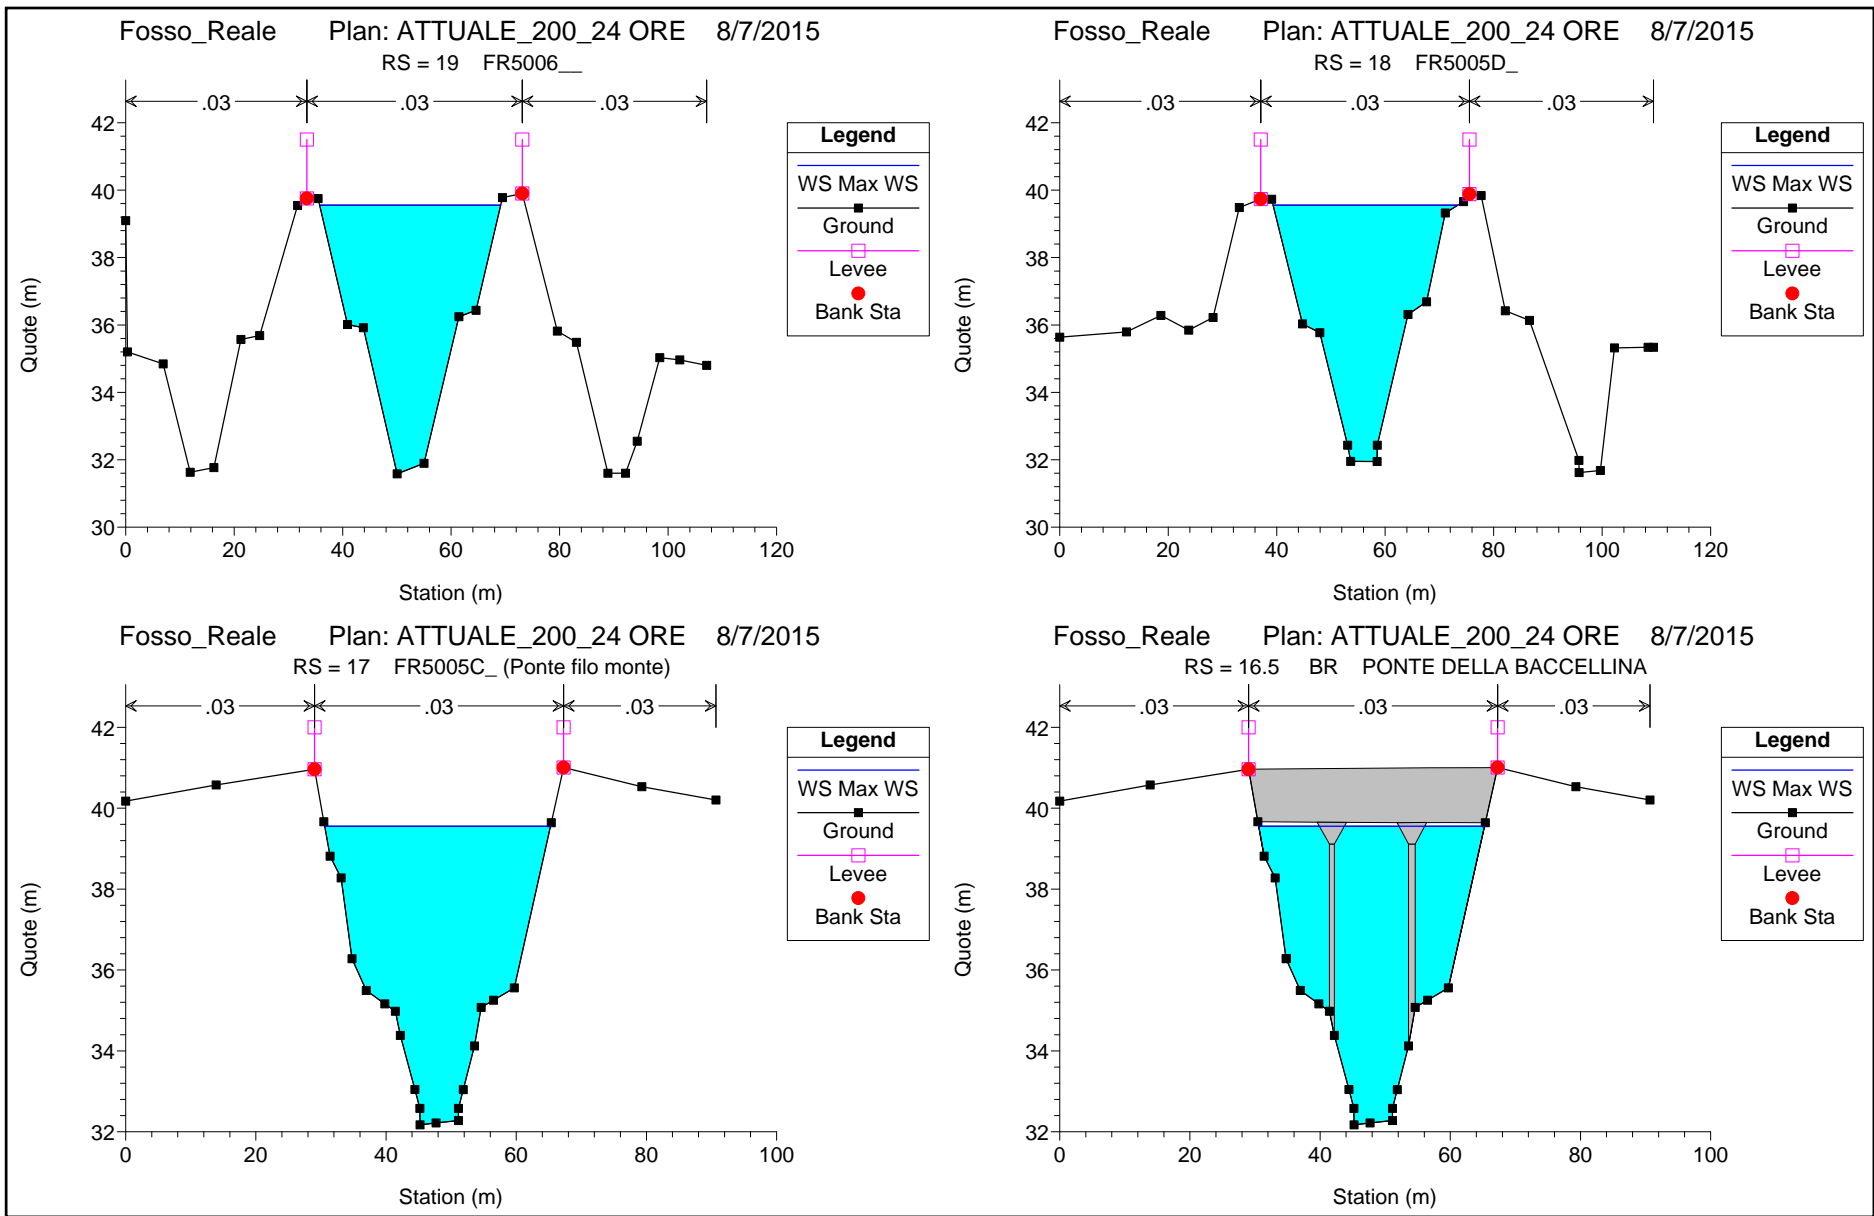 Fosso_Reale Plan: ATTUALE_200_24 ORE 8/7/2015
RS = 19 FR5006__
.03 .03 .03
42
40
38
36
34
32
30
0 20 40 60 80 100 120
Quote (m)
Station (m)
Legend
WS Max WS
Ground
Levee
Bank Sta
Fosso_Reale Plan: ATTUALE_200_24 ORE 8/7/2015
RS = 18 FR5005D_
.03 .03 .03
42
40
38
36
34
32
30
0 20 40 60 80 100 120
Quote (m)
Station (m)
Legend
WS Max WS
Ground
Levee
Bank Sta
Fosso_Reale Plan: ATTUALE_200_24 ORE 8/7/2015
RS = 17 FR5005C_ (Ponte filo monte)
.03 .03 .03
42
40
38
36
34
32
0 20 40 60 80 100
Quote (m)
Station (m)
Legend
WS Max WS
Ground
Levee
Bank Sta
Fosso_Reale Plan: ATTUALE_200_24 ORE 8/7/2015
RS = 16.5 BR PONTE DELLA BACCELLINA
.03 .03 .03
42
40
38
36
34
32
0 20 40 60 80 100
Quote (m)
Station (m)
Legend
WS Max WS
Ground
Levee
Bank Sta